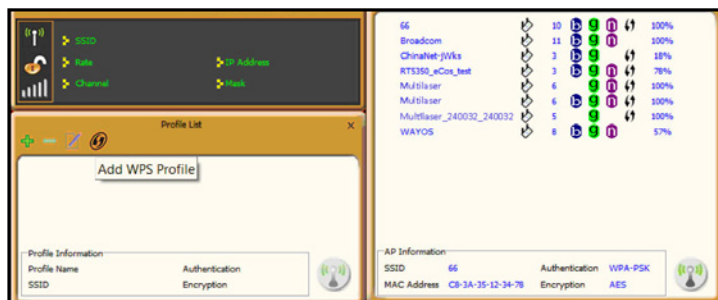 SSID
Rate
IP Address
Channel
Mask
Profile List
X
Add WPS Profile
Profile Information
Profile Name Authentication
SSID Encryption
66 10 b g n 100%
Broadcom 11 b g n 100%
ChinaNet-jWks 3 b g 18%
RT5350_eCos_test 3 b g n 78%
Multilaser 6 g 100%
Multilaser 6 b g n 100%
Multilaser_240032_240032 5 g 100%
WAYOS 8 b g n 57%
AP Information
SSID 66 Authentication WPA-PSK
MAC Address C8-3A-35-12-34-78 Encryption AES